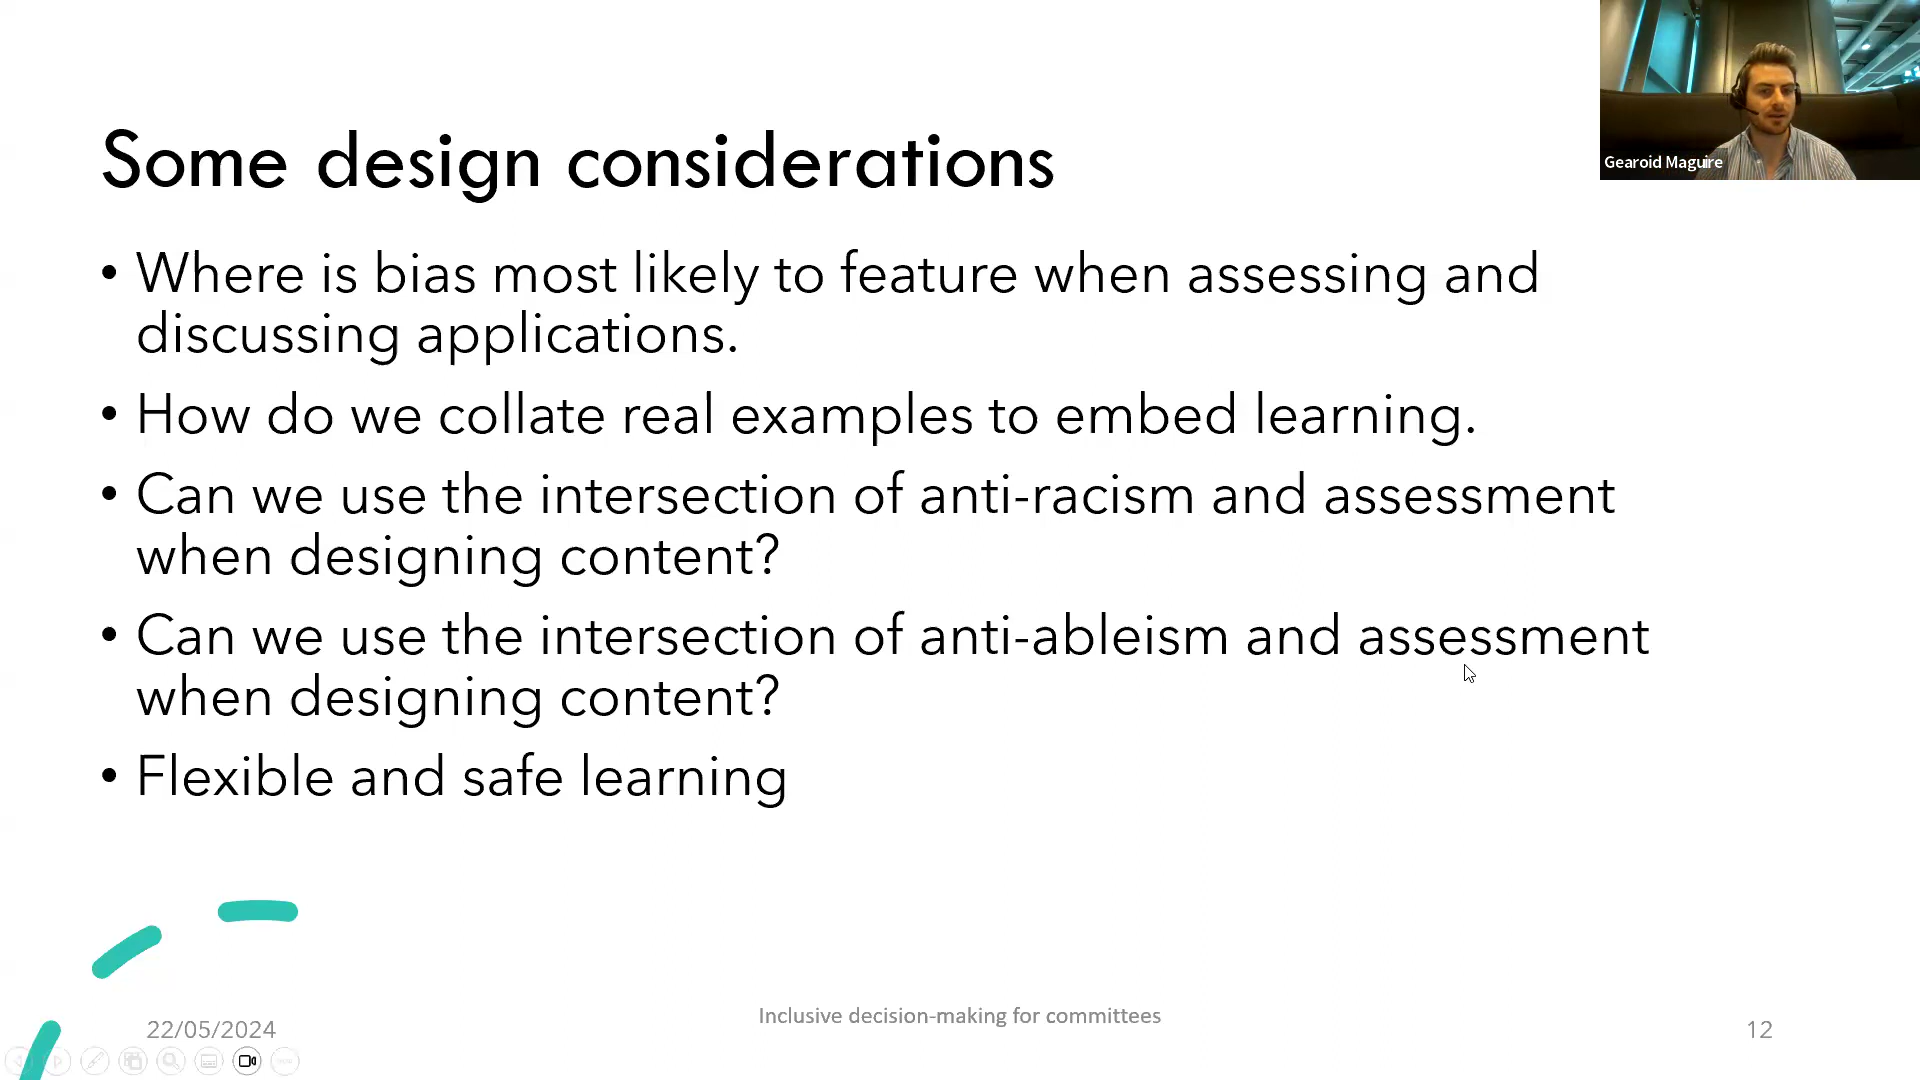 Gearoid Maguire
Some design considerations
• Where is bias most likely to feature when assessing and
discussing applications.
• How do we collate real examples to embed learning.
• Can we use the intersection of anti-racism and assessment
when designing content?
• Can we use the intersection of anti-ableism and assessment
when designing content?
• Flexible and safe learning
22/05/2024
Inclusive decision-making for committees
12